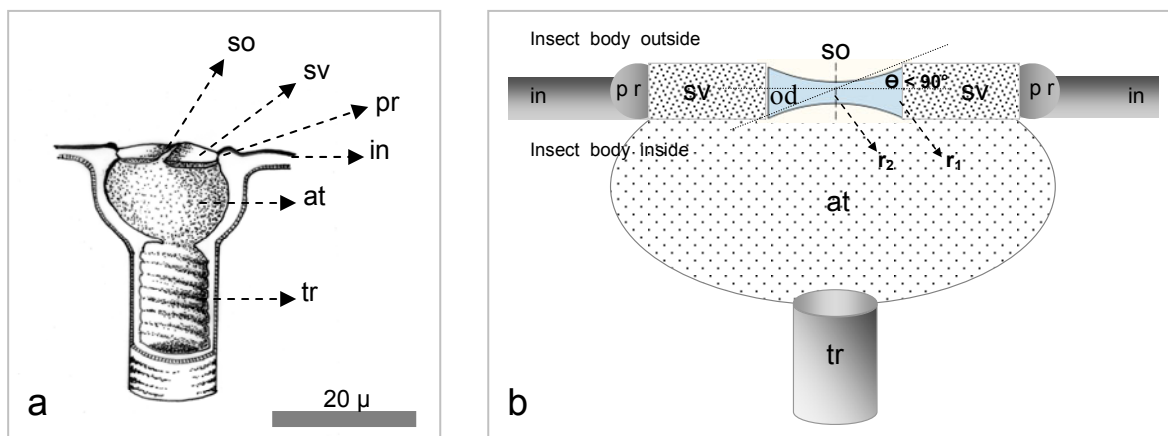 so
sv
pr
in
at
tr
a
20 µ
Insect body outside
so
in
p r
sv
od
Θ < 90°
sv
p r
in
Insect body inside
r2.
r1
at
tr
b